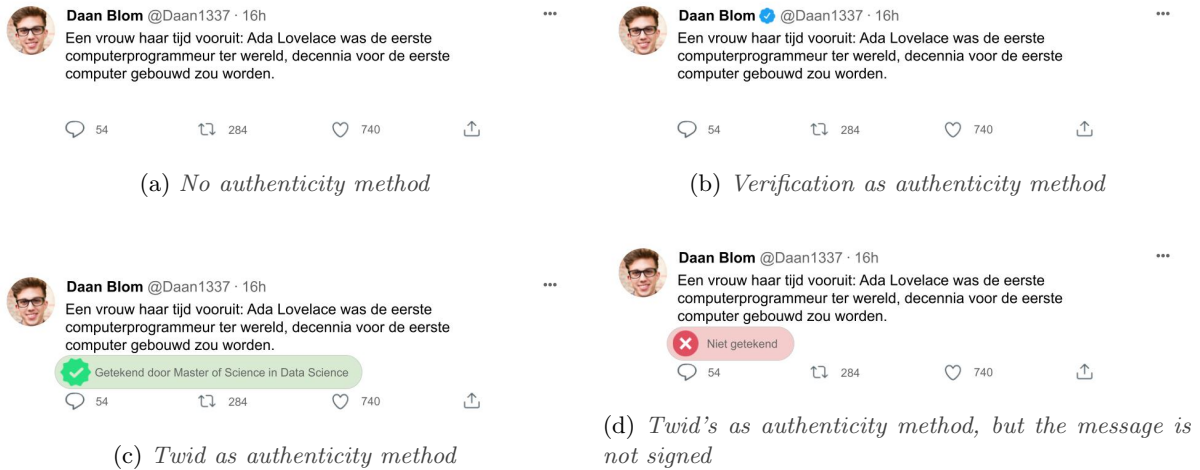 Daan Blom @Daan1337 · 16h
Een vrouw haar tijd vooruit: Ada Lovelace was de eerste
computerprogrammeur ter wereld, decennia voor de eerste
computer gebouwd zou worden.
54 284 740
(a) No authenticity method
Daan Blom @Daan1337 · 16h
Een vrouw haar tijd vooruit: Ada Lovelace was de eerste
computerprogrammeur ter wereld, decennia voor de eerste
computer gebouwd zou worden.
54 284 740
(b) Verification as authenticity method
Daan Blom @Daan1337 · 16h
Een vrouw haar tijd vooruit: Ada Lovelace was de eerste
computerprogrammeur ter wereld, decennia voor de eerste
computer gebouwd zou worden.
Getekend door Master of Science in Data Science
54 284 740
(c) Twid as authenticity method
Daan Blom @Daan1337 · 16h
Een vrouw haar tijd vooruit: Ada Lovelace was de eerste
computerprogrammeur ter wereld, decennia voor de eerste
computer gebouwd zou worden.
Niet getekend
54 284 740
(d) Twid's as authenticity method, but the message is
not signed